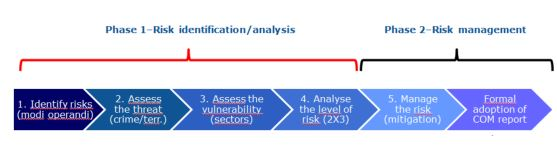 Phase 1–Risk identification/analysis
Phase 2–Risk management
1. Identify risks
(modi operandi)
2. Assess
the threat
(crime/terr.)
3. Assess the
vulnerability
(sectors)
4. Analyse
the level of
risk (2X3)
5. Manage
the risk
(mitigation)
Formal
adoption of
COM report